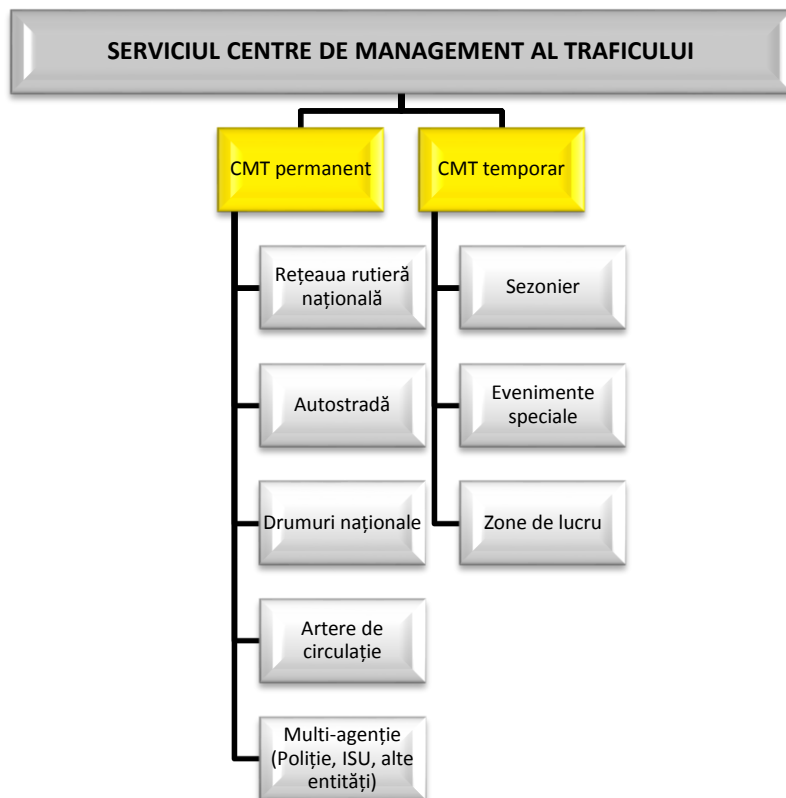 SERVICIUL CENTRE DE MANAGEMENT AL TRAFICULUI
CMT permanent
Rețeaua rutieră
națională
Autostradă
Drumuri naționale
Artere de
circulație
Multi-agenție
(Poliție, ISU, alte
entități)
CMT temporar
Sezonier
Evenimente
speciale
Zone de lucru